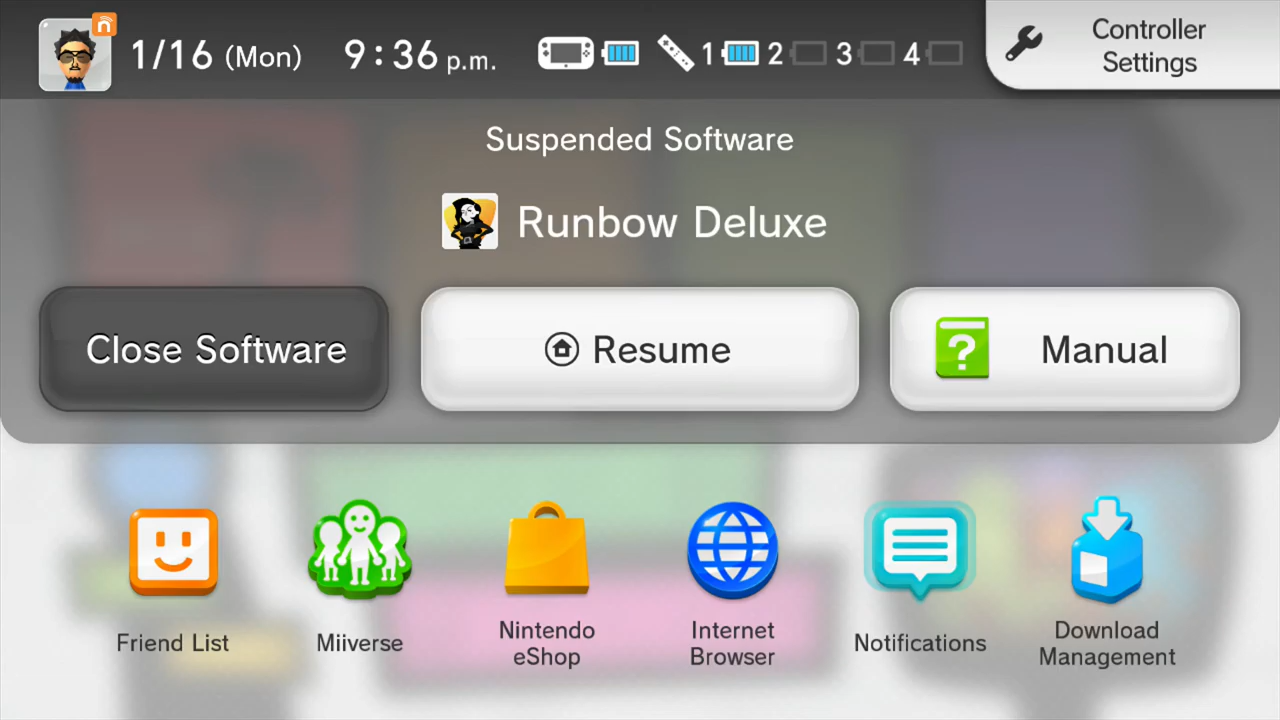 1/16 (Mon) 9:36 p.m. 1 2 3 4
Controller
Settings
Suspended Software
Runbow Deluxe
Close Software
Resume
? Manual
Friend List
Miiverse
Nintendo
eShop
Internet
Browser
Notifications
Download
Management